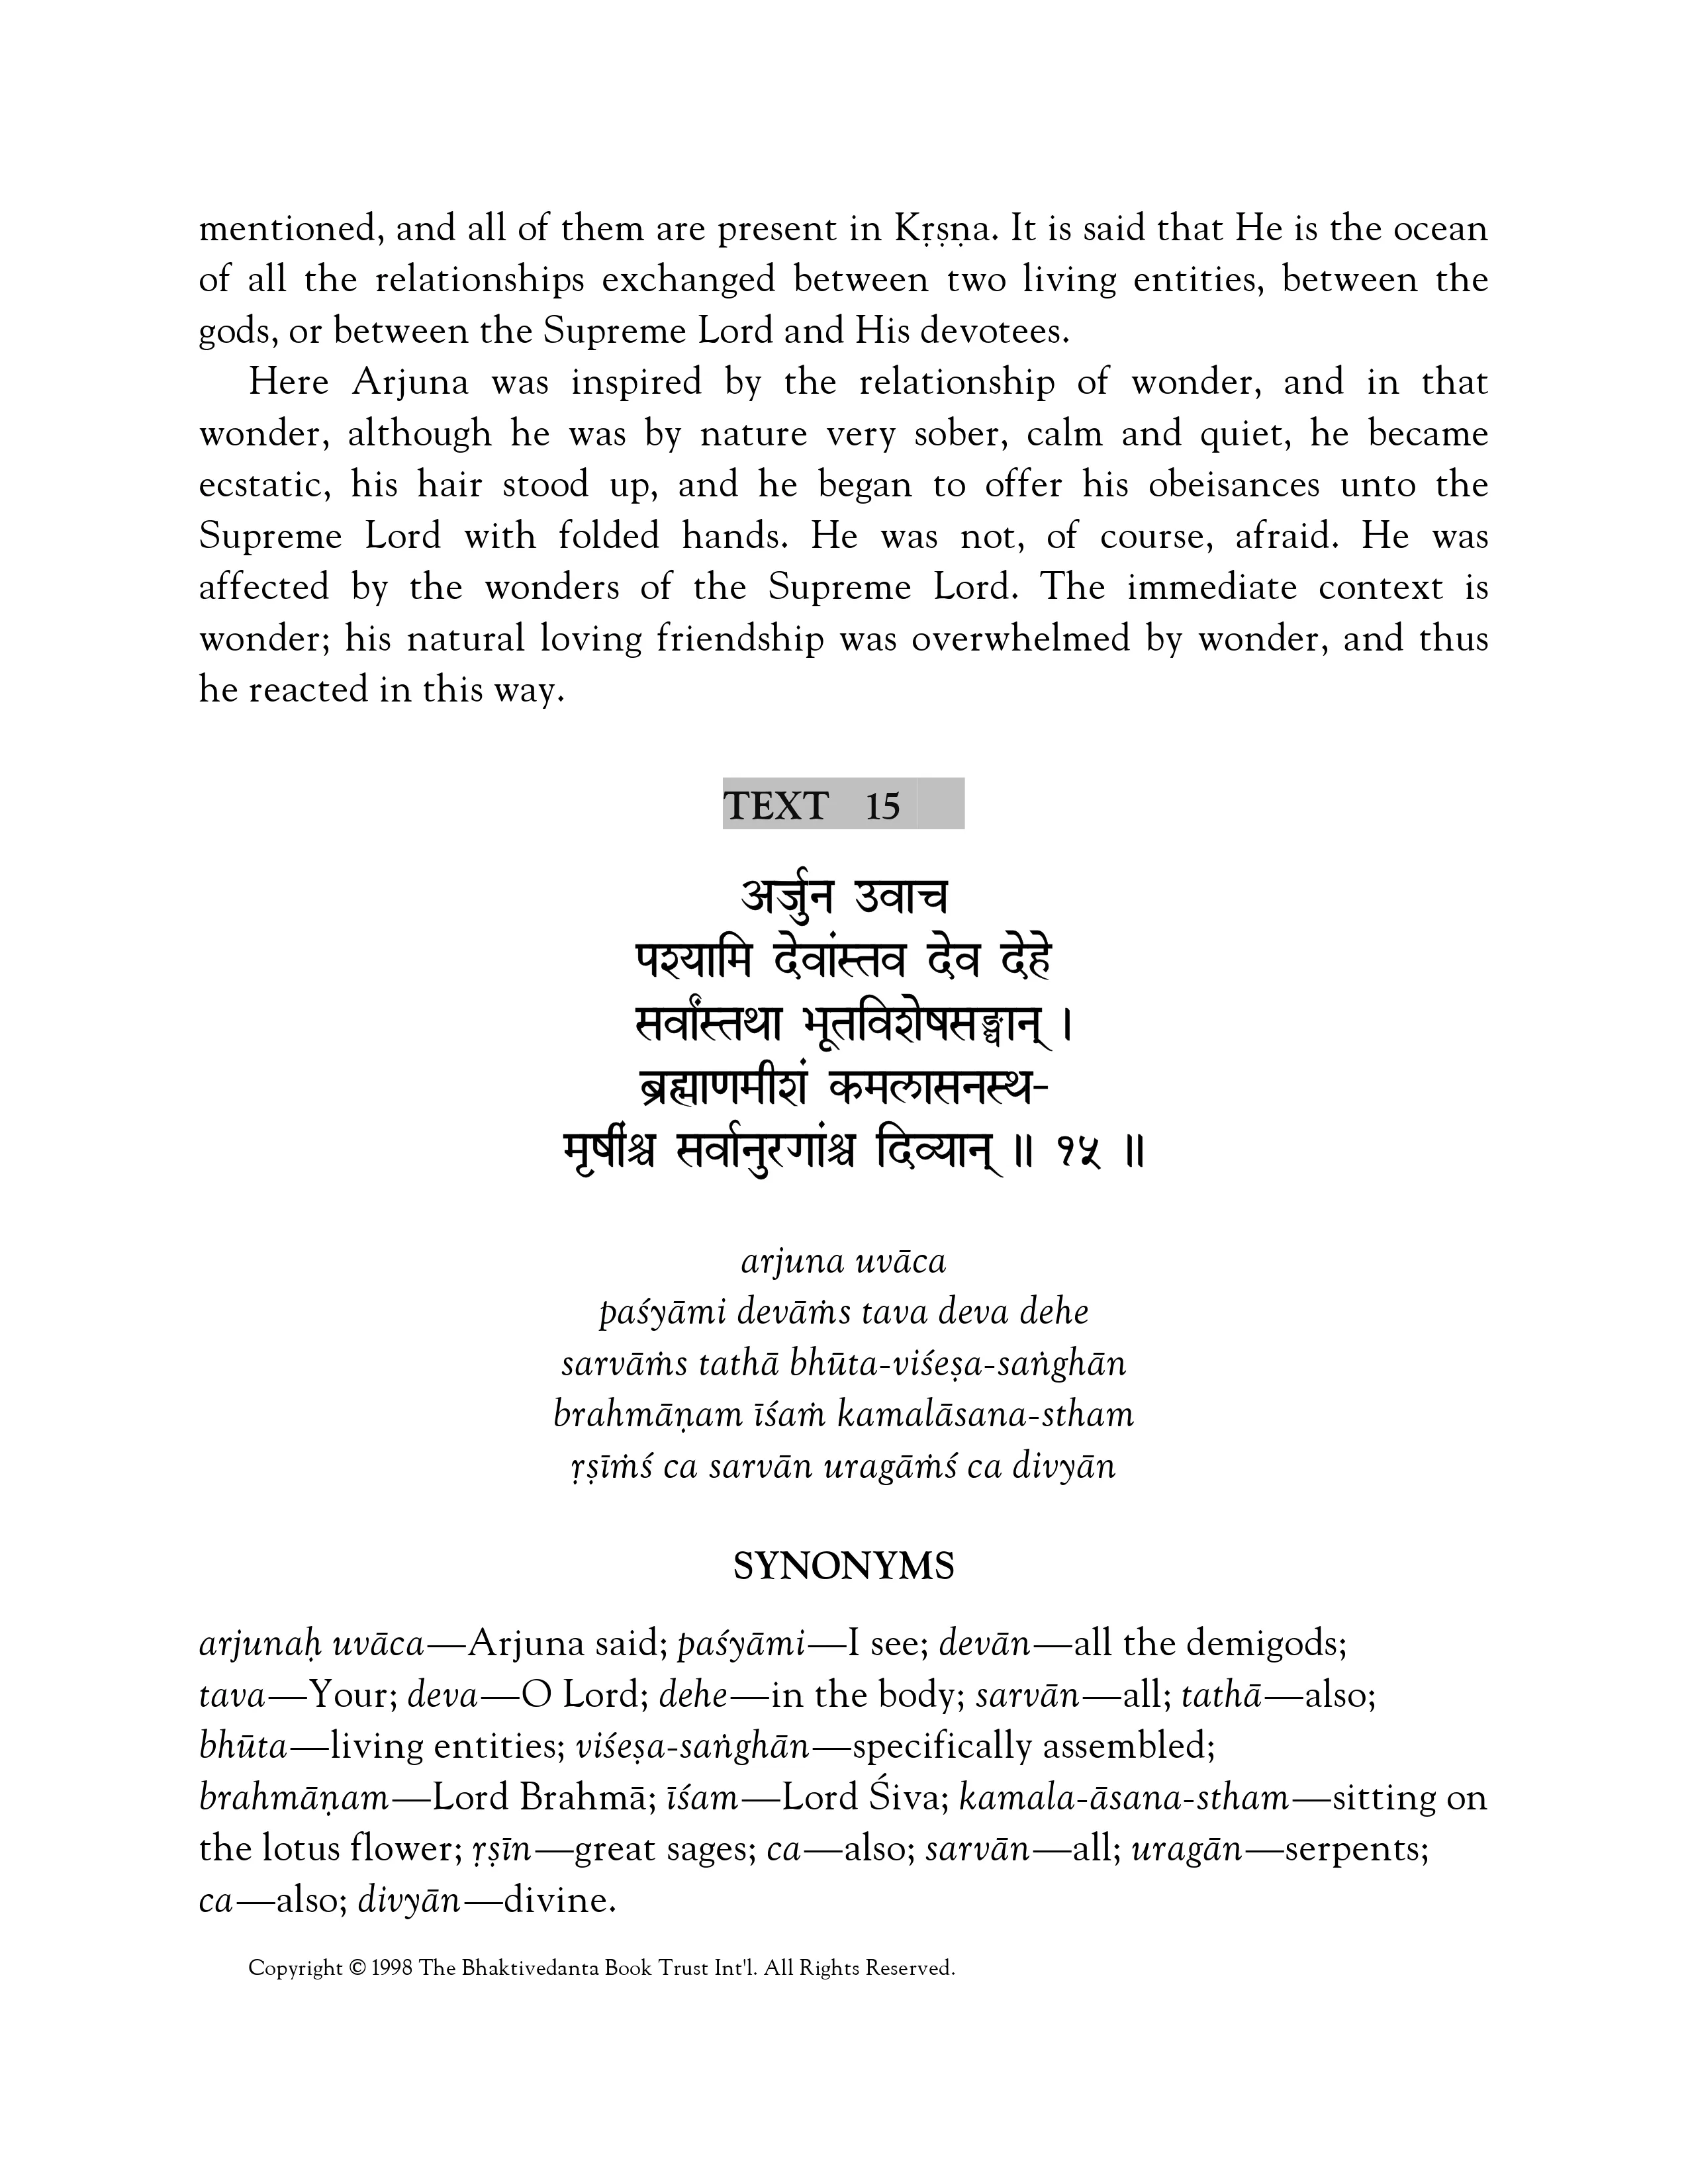 mentioned, and all of them are present in Kṛṣṇa. It is said that He is the ocean
of all the relationships exchanged between two living entities, between the
gods, or between the Supreme Lord and His devotees.
Here Arjuna was inspired by the relationship of wonder, and in that
wonder, although he was by nature very sober, calm and quiet, he became
ecstatic, his hair stood up, and he began to offer his obeisances unto the
Supreme Lord with folded hands. He was not, of course, afraid. He was
affected by the wonders of the Supreme Lord. The immediate context is
wonder; his natural loving friendship was overwhelmed by wonder, and thus
he reacted in this way.
TEXT 15
अर्जुन उवाच
पश्यामि देवांस्तव देव देहे
सर्वांस्तथा भूतविशेषसङ्घान् ।
ब्रह्माणमीशं कमलासनस्थ-
मृषींश्च सर्वानुरगांश्च दिव्यान् ॥ १५ ॥
arjuna uvāca
paśyāmi devāṁs tava deva dehe
sarvāṁs tathā bhūta-viśeṣa-saṅghān
brahmāṇam īśaṁ kamalāsana-stham
ṛṣīṁś ca sarvān uragāṁś ca divyān
SYNONYMS
arjunaḥ uvāca—Arjuna said; paśyāmi—I see; devān—all the demigods;
tava—Your; deva—O Lord; dehe—in the body; sarvān—all; tathā—also;
bhūta—living entities; viśeṣa-saṅghān—specifically assembled;
brahmāṇam—Lord Brahmā; īśam—Lord Śiva; kamala-āsana-stham—sitting on
the lotus flower; ṛṣīn—great sages; ca—also; sarvān—all; uragān—serpents;
ca—also; divyān—divine.
Copyright © 1998 The Bhaktivedanta Book Trust Int'l. All Rights Reserved.